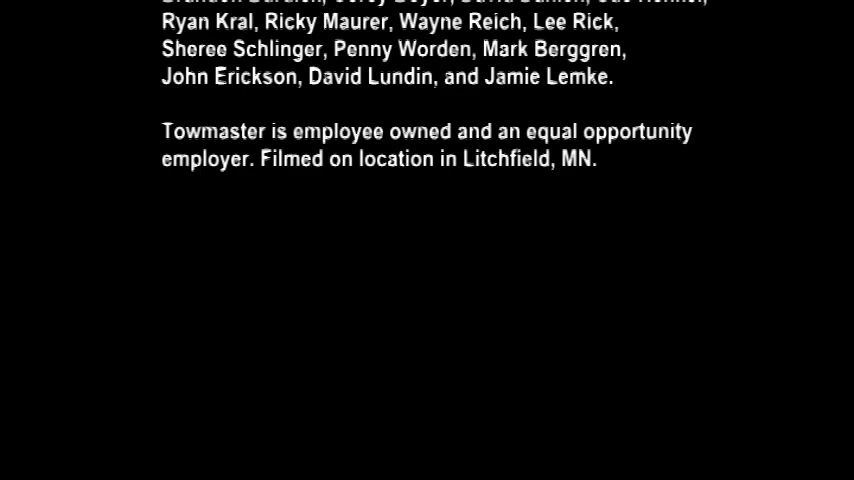 Ryan Kral, Ricky Maurer, Wayne Reich, Lee Rick,
Sheree Schlinger, Penny Worden, Mark Berggren,
John Erickson, David Lundin, and Jamie Lemke.
Towmaster is employee owned and an equal opportunity
employer. Filmed on location in Litchfield, MN.